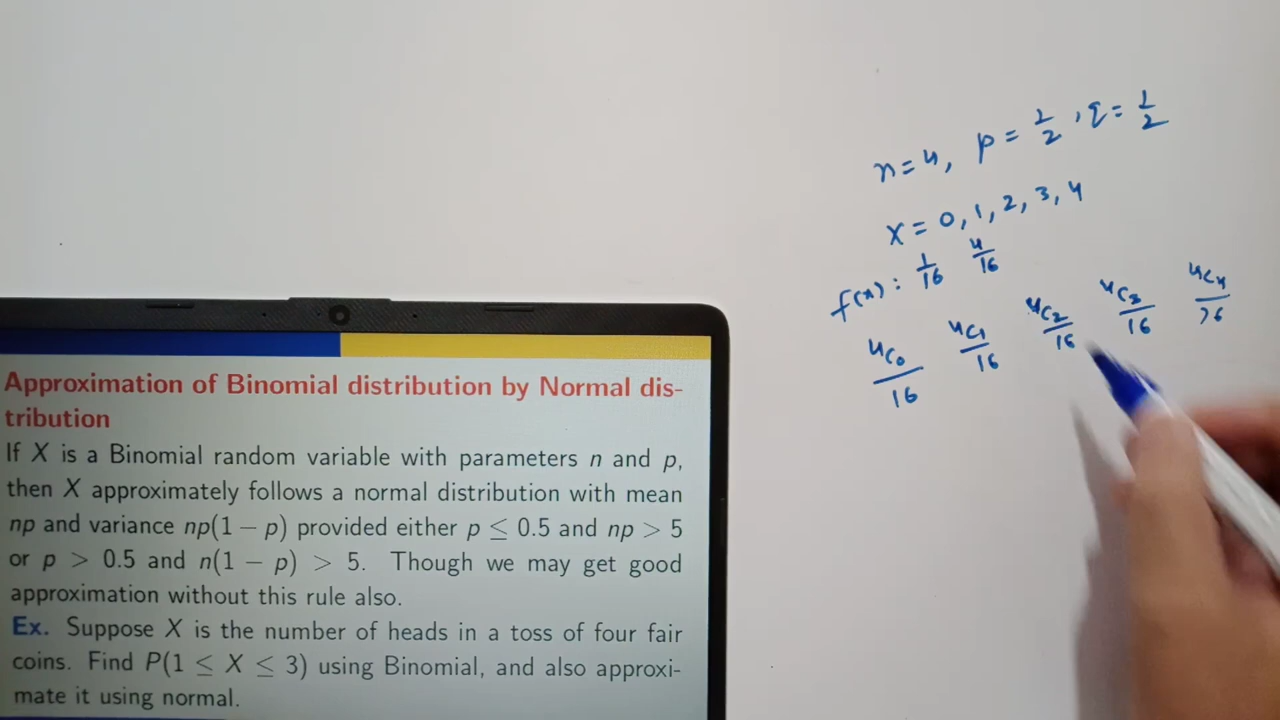 n=4, p = 1/2, q = 1/2
X = 0, 1, 2, 3, 4
f(x) : 1/16 4/16
4C0/16 4C1/16 4C2/16 4C3/16 4C4/16
Approximation of Binomial distribution by Normal dis-
tribution
If X is a Binomial random variable with parameters n and p,
then X approximately follows a normal distribution with mean
np and variance np(1 − p) provided either p ≤ 0.5 and np > 5
or p > 0.5 and n(1 − p) > 5. Though we may get good
approximation without this rule also.
Ex. Suppose X is the number of heads in a toss of four fair
coins. Find P(1 ≤ X ≤ 3) using Binomial, and also approxi-
mate it using normal.